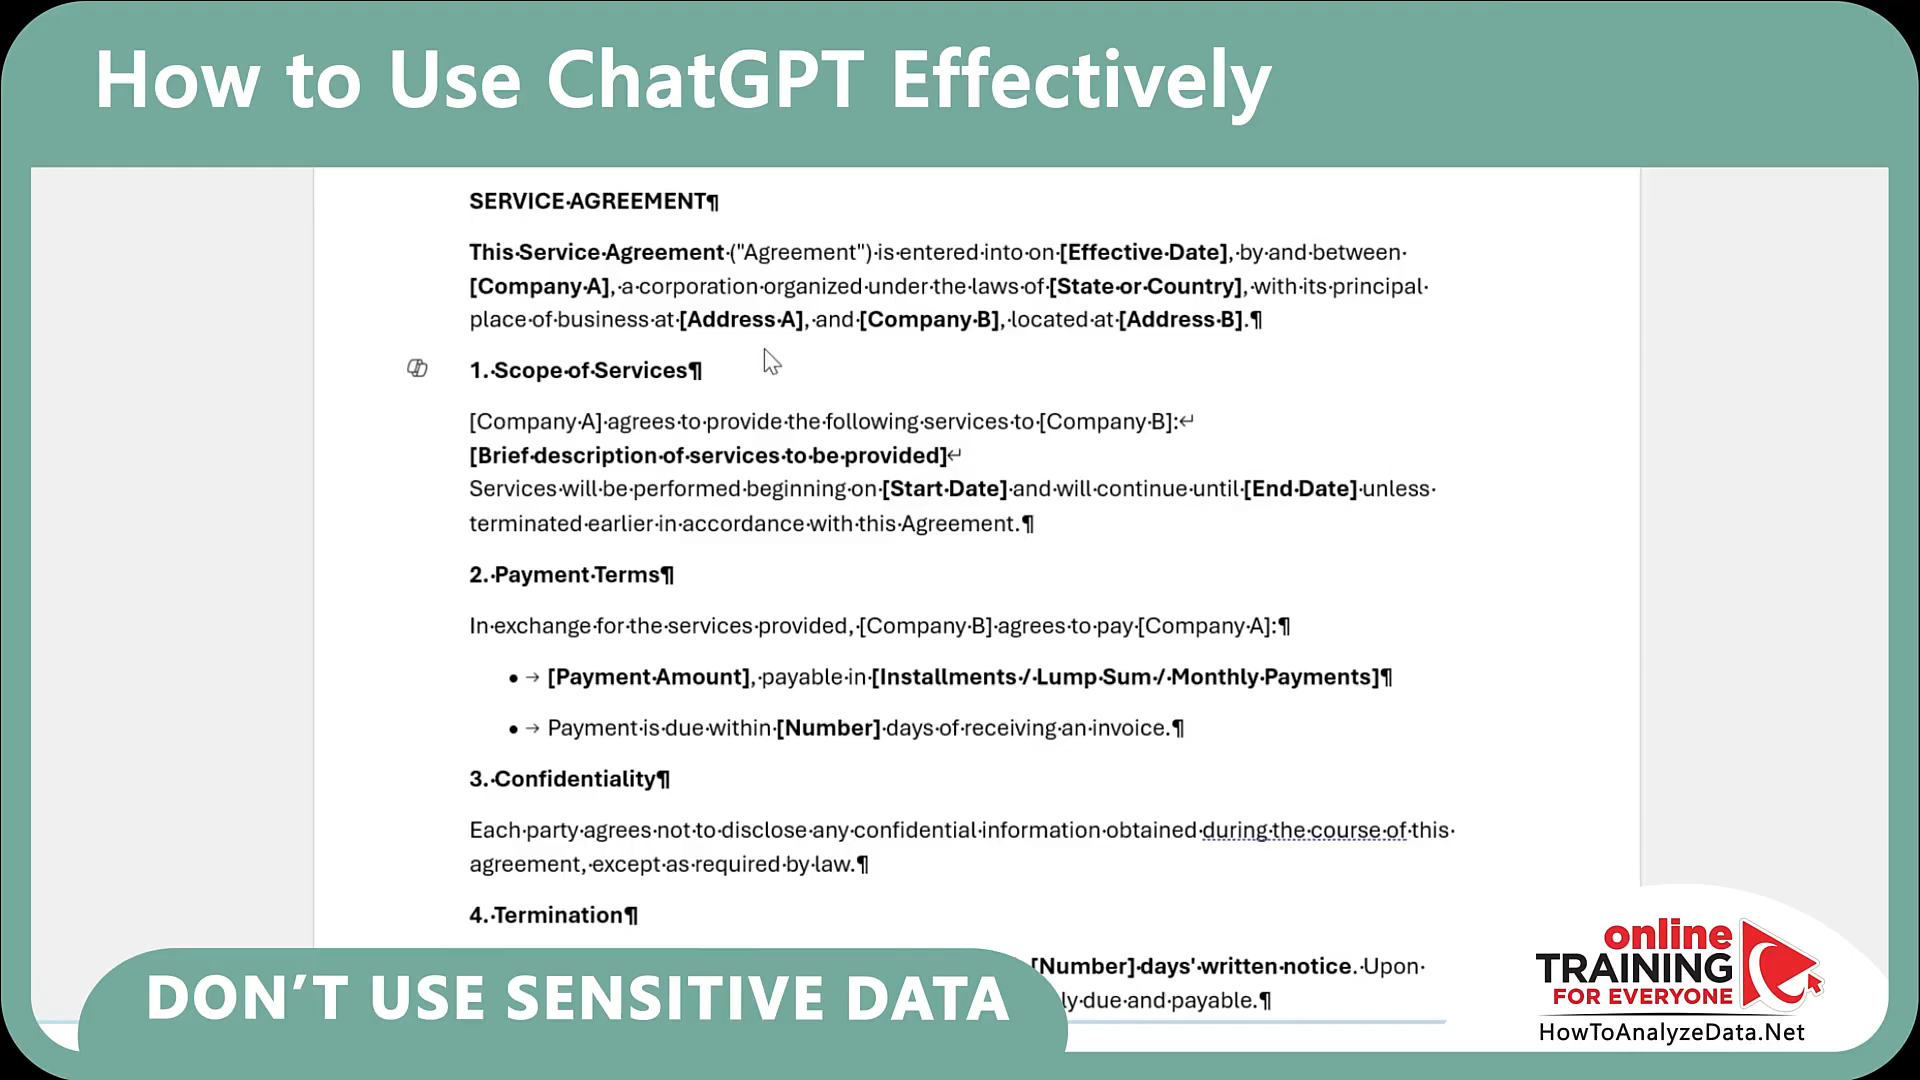 How to Use ChatGPT Effectively
SERVICE·AGREEMENT¶
This·Service·Agreement·("Agreement")·is·entered·into·on·[Effective·Date],·by·and·between·
[Company·A],·a·corporation·organized·under·the·laws·of·[State·or·Country],·with·its·principal·
place·of·business·at·[Address·A],·and·[Company·B],·located·at·[Address·B].¶
1.·Scope·of·Services¶
[Company·A]·agrees·to·provide·the·following·services·to·[Company·B]:↵
[Brief·description·of·services·to·be·provided]↵
Services·will·be·performed·beginning·on·[Start·Date]·and·will·continue·until·[End·Date]·unless·
terminated·earlier·in·accordance·with·this·Agreement.¶
2.·Payment·Terms¶
In·exchange·for·the·services·provided,·[Company·B]·agrees·to·pay·[Company·A]:¶
•→[Payment·Amount],·payable·in·[Installments·/·Lump·Sum·/·Monthly·Payments]¶
•→Payment·is·due·within·[Number]·days·of·receiving·an·invoice.¶
3.·Confidentiality¶
Each·party·agrees·not·to·disclose·any·confidential·information·obtained·during·the·course·of·this·
agreement,·except·as·required·by·law.¶
4.·Termination¶
[Number]·days'·written·notice.·Upon·
ly·due·and·payable.¶
DON'T USE SENSITIVE DATA
online
TRAINING
FOR EVERYONE
HowToAnalyzeData.Net